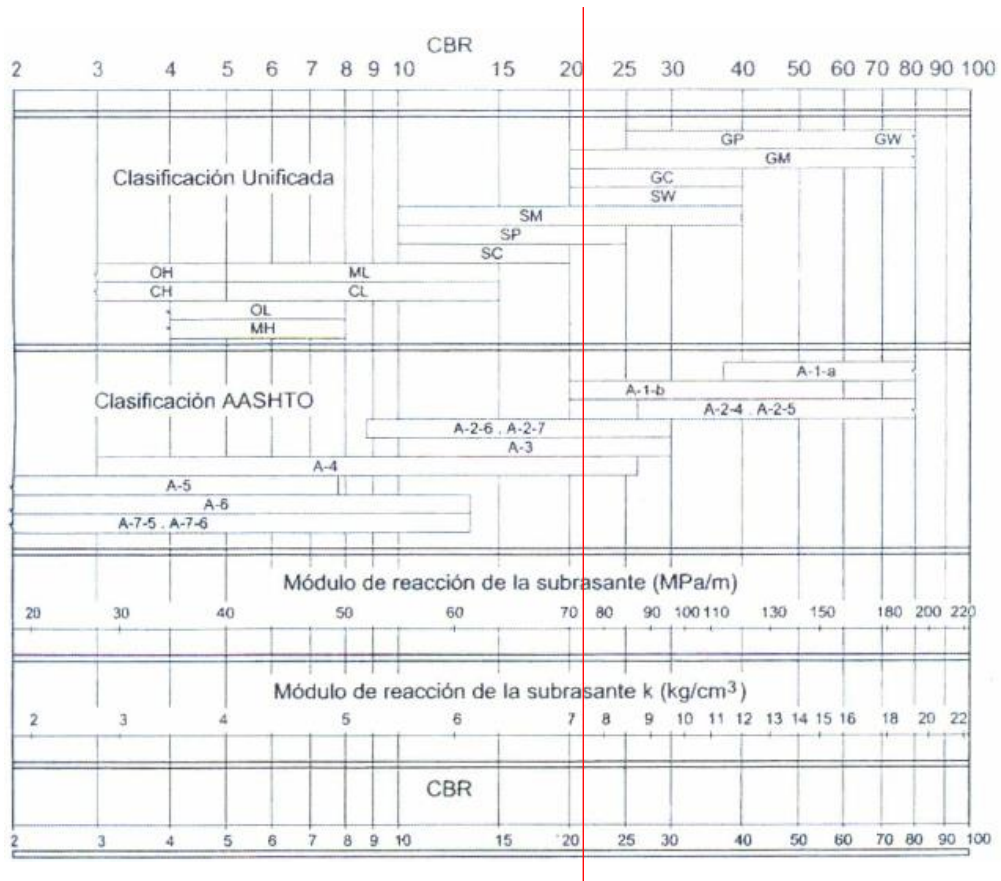 CBR
2 3 4 5 6 7 8 9 10 15 20 25 30 40 50 60 70 80 90 100
GP GW
GM
Clasificación Unificada
GC
SW
SM
SP
SC
OH ML
CH CL
OL
MH
A-1-a
A-1-b
Clasificación AASHTO
A-2-4 . A-2-5
A-2-6 . A-2-7
A-3
A-4
A-5
A-6
A-7-5 . A-7-6
Módulo de reacción de la subrasante (MPa/m)
20 30 40 50 60 70 80 90 100 110 130 150 180 200 220
Módulo de reacción de la subrasante k (kg/cm³)
2 3 4 5 6 7 8 9 10 11 12 13 14 15 16 18 20 22
CBR
2 3 4 5 6 7 8 9 10 15 20 25 30 40 50 60 70 80 90 100